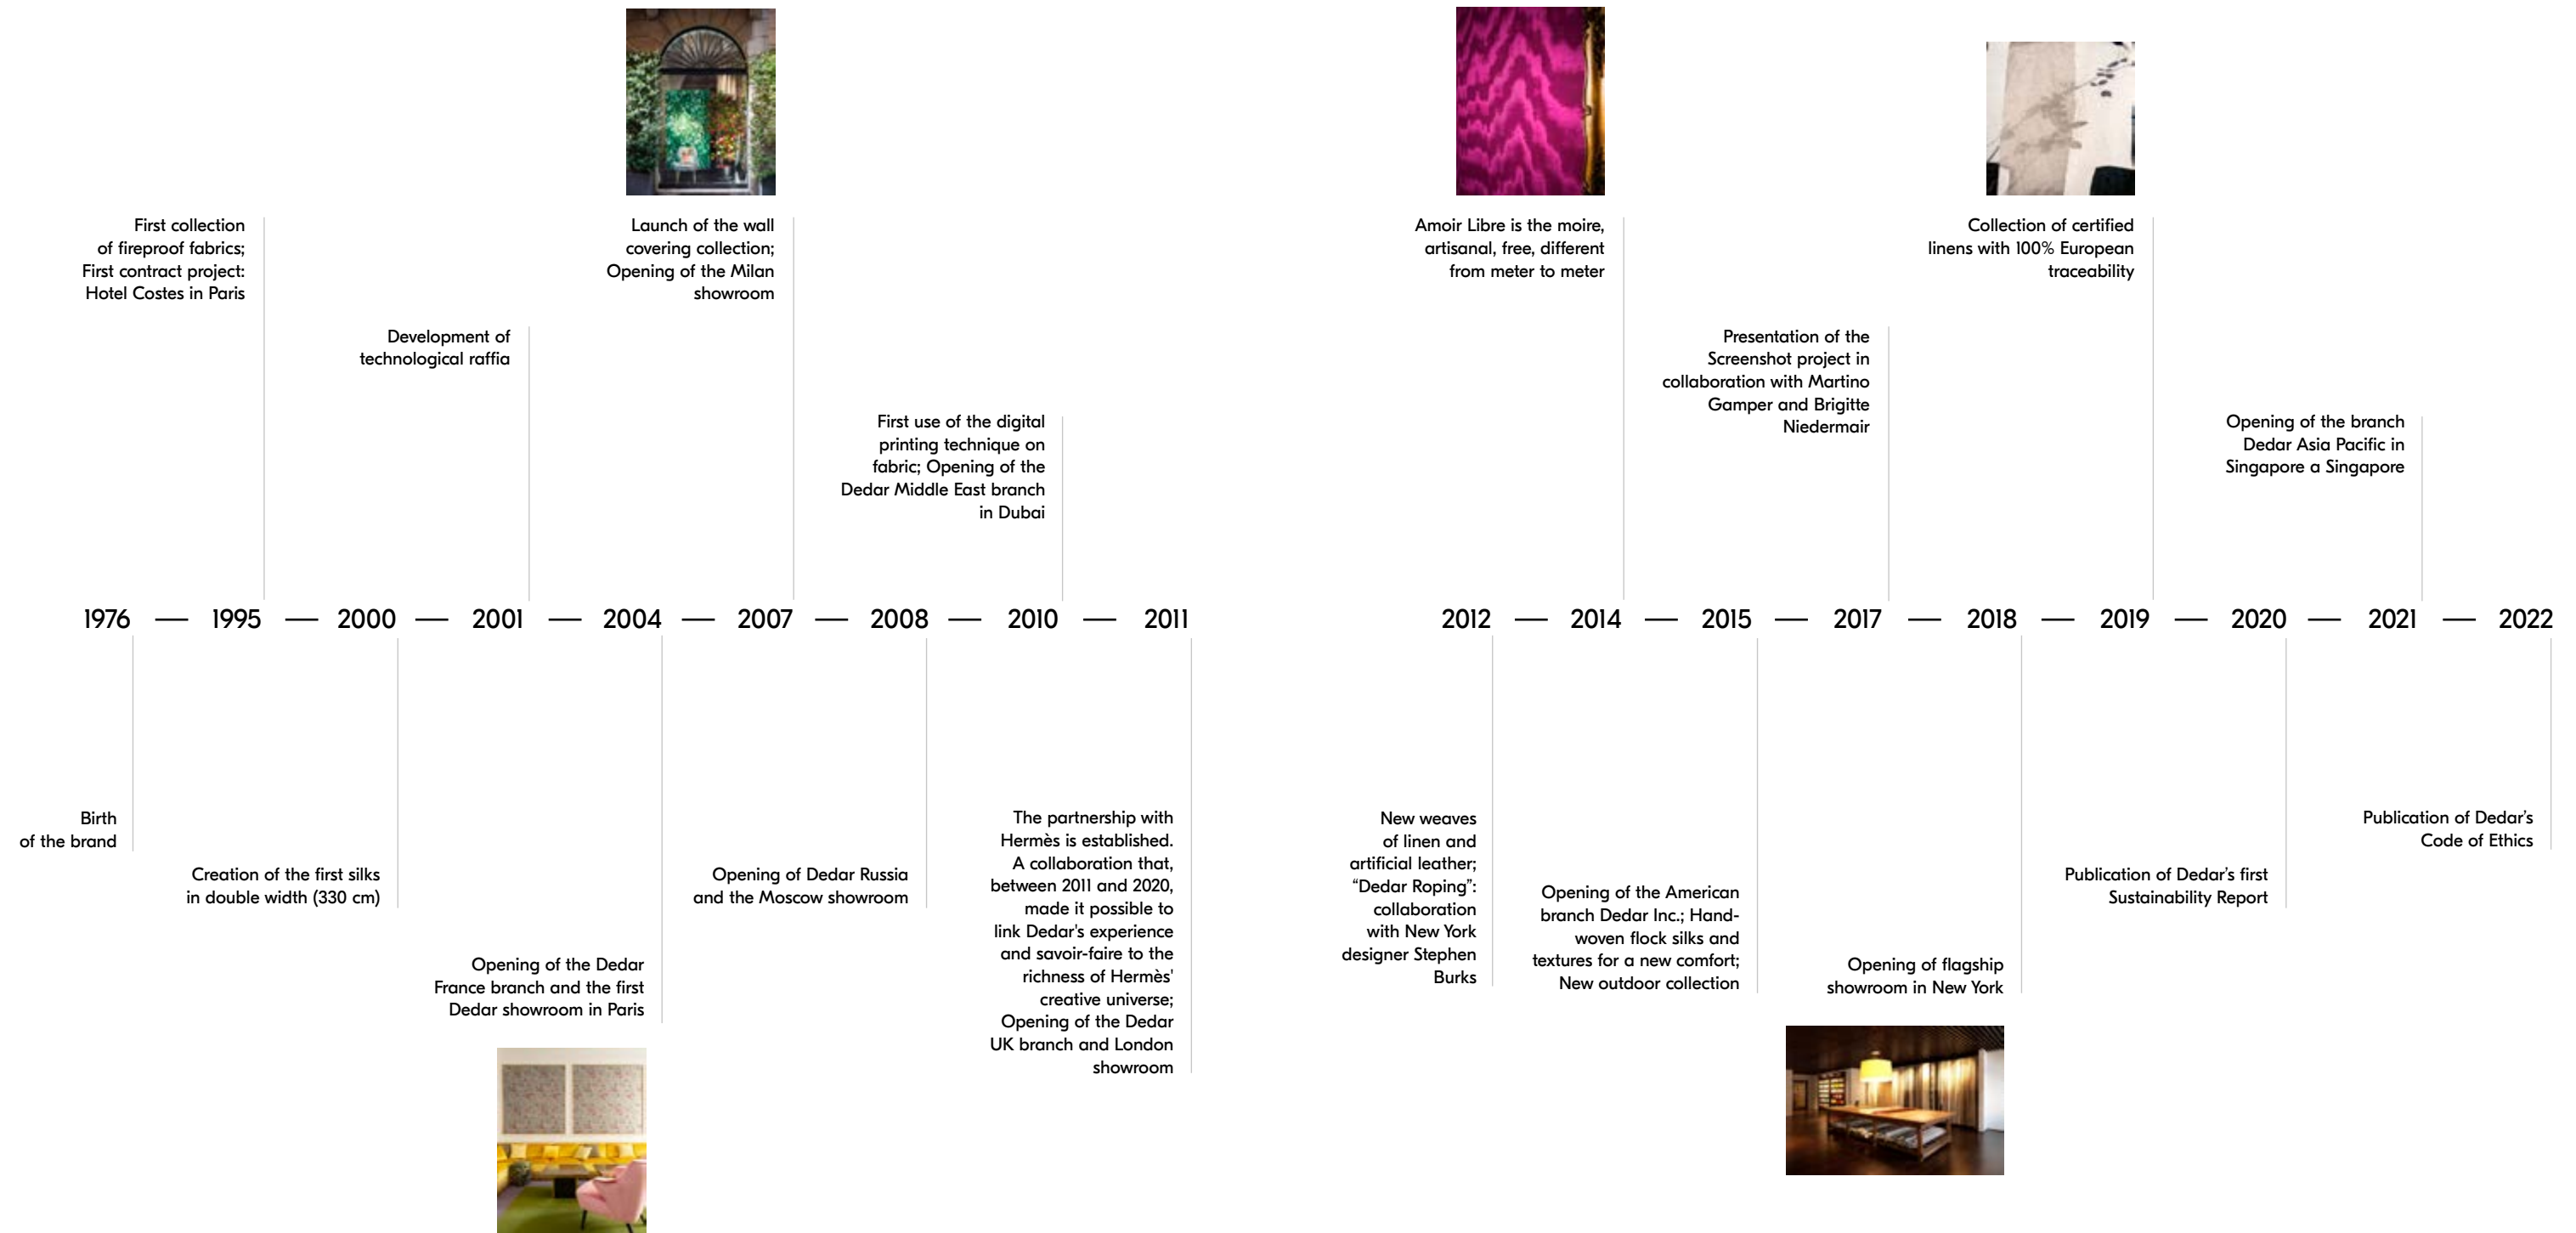 First collection
of fireproof fabrics;
First contract project:
Hotel Costes in Paris
Development of
technological raffia
Launch of the wall
covering collection;
Opening of the Milan
showroom
First use of the digital
printing technique on
fabric; Opening of the
Dedar Middle East branch
in Dubai
Amoir Libre is the moire,
artisanal, free, different
from meter to meter
Presentation of the
Screenshot project in
collaboration with Martino
Gamper and Brigitte
Niedermair
Collection of certified
linens with 100% European
traceability
Opening of the branch
Dedar Asia Pacific in
Singapore a Singapore
1976 — 1995 — 2000 — 2001 — 2004 — 2007 — 2008 — 2010 — 2011
2012 — 2014 — 2015 — 2017 — 2018 — 2019 — 2020 — 2021 — 2022
Birth
of the brand
Creation of the first silks
in double width (330 cm)
Opening of the Dedar
France branch and the first
Dedar showroom in Paris
Opening of Dedar Russia
and the Moscow showroom
The partnership with
Hermès is established.
A collaboration that,
between 2011 and 2020,
made it possible to
link Dedar's experience
and savoir-faire to the
richness of Hermès'
creative universe;
Opening of the Dedar
UK branch and London
showroom
New weaves
of linen and
artificial leather;
“Dedar Roping”:
collaboration
with New York
designer Stephen
Burks
Opening of the American
branch Dedar Inc.; Hand-
woven flock silks and
textures for a new comfort;
New outdoor collection
Opening of flagship
showroom in New York
Publication of Dedar’s first
Sustainability Report
Publication of Dedar’s
Code of Ethics